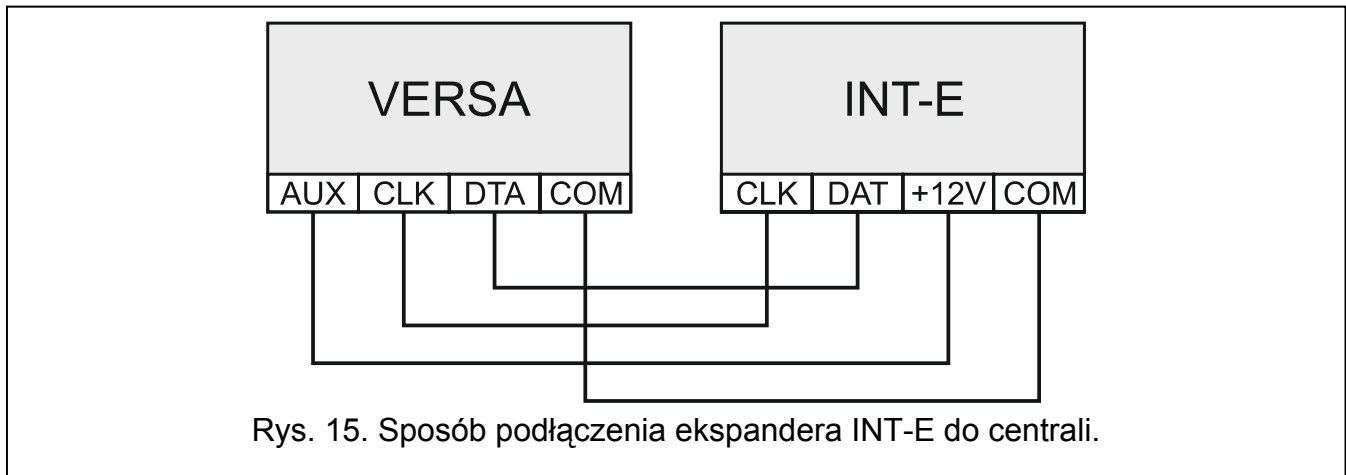 VERSA INT-E
AUX CLK DTA COM CLK DAT +12V COM
Rys. 15. Sposób podłączenia ekspandera INT-E do centrali.